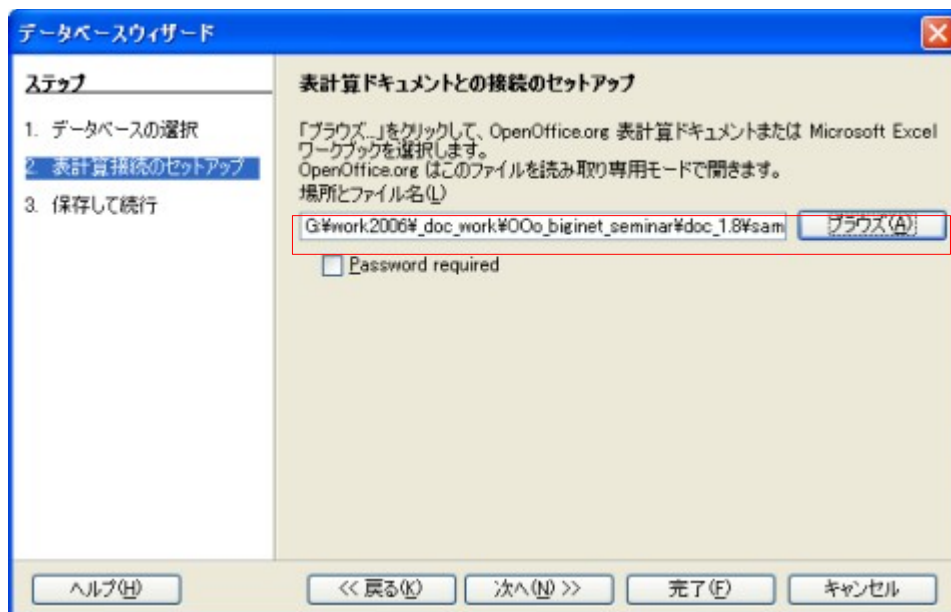 データベースウィザード
ステップ
1. データベースの選択
2. 表計算接続のセットアップ
3. 保存して続行
表計算ドキュメントとの接続のセットアップ
「ブラウズ...」をクリックして、OpenOffice.org 表計算ドキュメントまたは Microsoft Excel
ワークブックを選択します。
OpenOffice.org はこのファイルを読み取り専用モードで開きます。
場所とファイル名(L)
G:¥work2006¥_doc_work¥OOo_biginet_seminar¥doc_1.8¥sam
ブラウズ(A)
Password required
ヘルプ(H)
<< 戻る(K)
次へ(N) >>
完了(F)
キャンセル